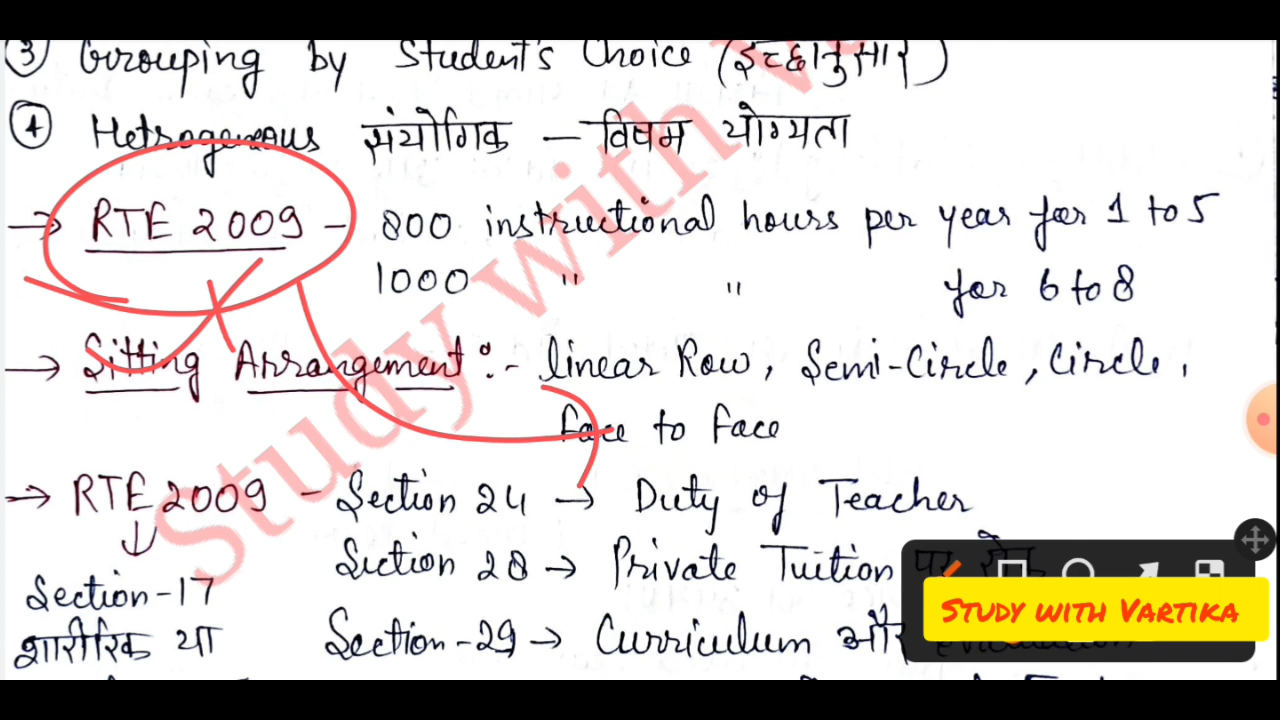 ③ Grouping by Student's Choice (इच्छानुसार)
④ Hetrogeneous संयोगिक — विषम योग्यता
→ RTE 2009 - 800 instructional hours per year for 1 to 5
1000 " " for 6 to 8
→ Sitting Arrangement :- linear Row, Semi-Circle, Circle,
face to face
→ RTE 2009 - Section 24 → Duty of Teacher
Section 28 → Private Tuition
Section-17
शारीरिक या
Section-29 → Curriculum और
Study with Vartika
Study with